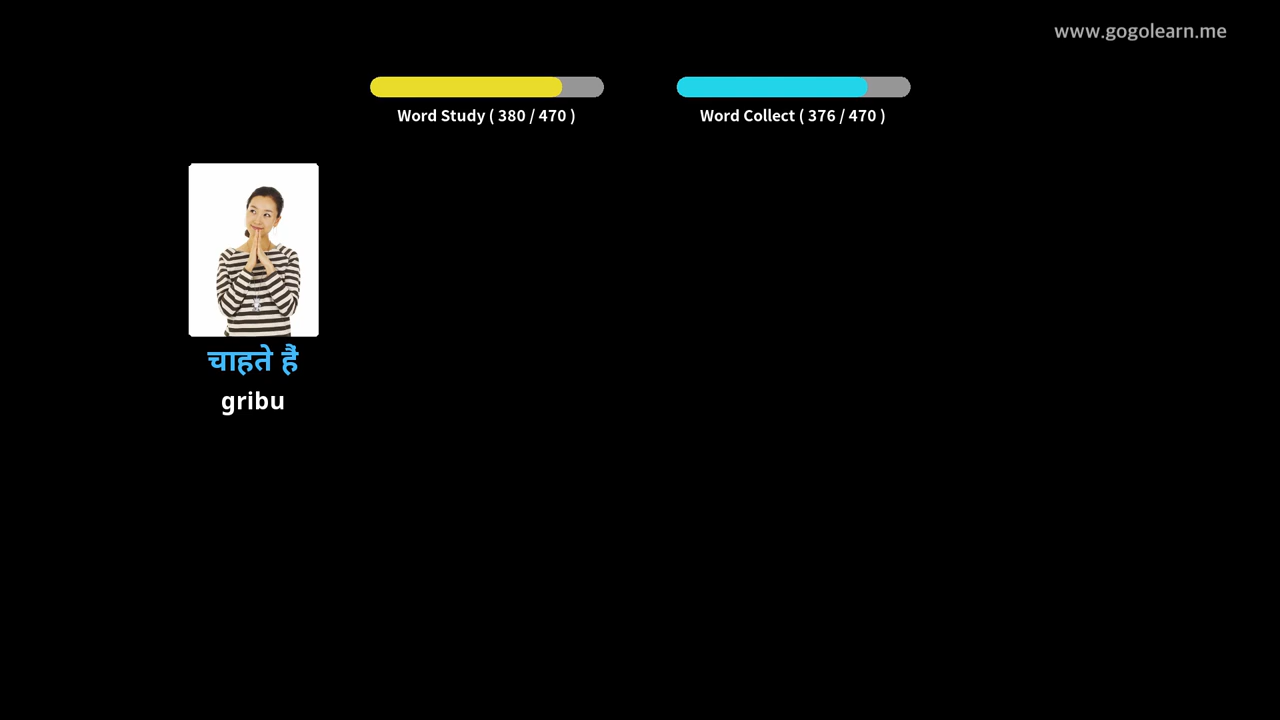 www.gogolearn.me
Word Study ( 380 / 470 )
Word Collect ( 376 / 470 )
चाहते हैं
gribu